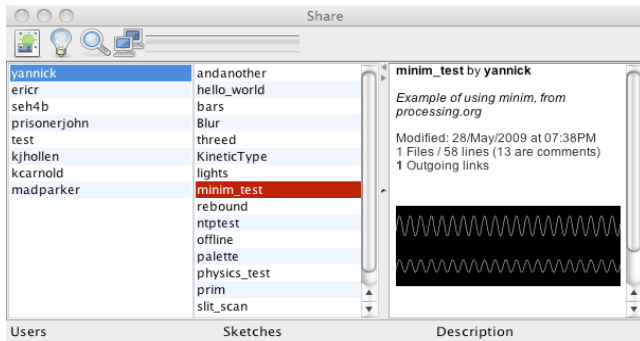 Share
yannick
ericr
seh4b
prisonerjohn
test
kjhollen
kcarnold
madparker
andanother
hello_world
bars
Blur
threed
KineticType
lights
minim_test
rebound
ntptest
offline
palette
physics_test
prim
slit_scan
minim_test by yannick
Example of using minim, from
processing.org
Modified: 28/May/2009 at 07:38PM
1 Files / 58 lines (13 are comments)
1 Outgoing links
Users
Sketches
Description